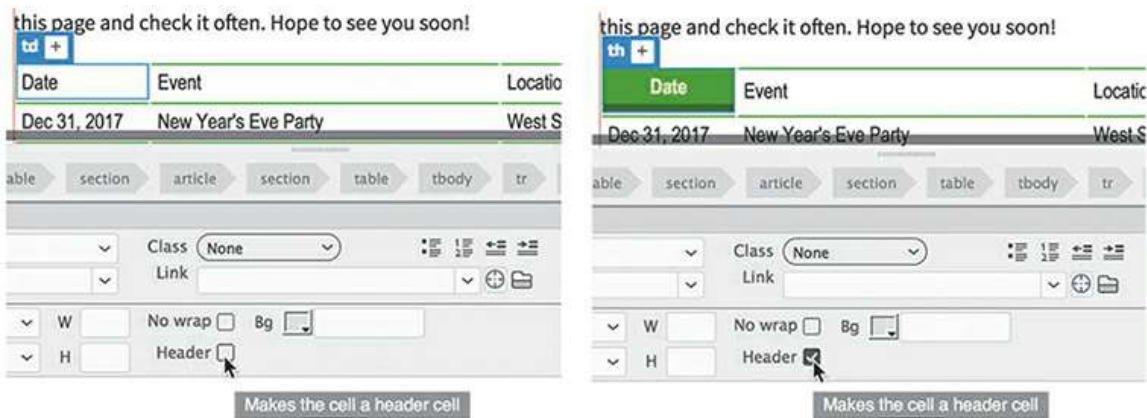 this page and check it often. Hope to see you soon!
td +
Date Event Locatio
Dec 31, 2017 New Year's Eve Party West S
able section article section table tbody tr
Class None
Link
W No wrap Bg
H Header
Makes the cell a header cell
this page and check it often. Hope to see you soon!
th +
Date Event Locatic
Dec 31, 2017 New Year's Eve Party West S
able section article section table tbody tr
Class None
Link
W No wrap Bg
H Header
Makes the cell a header cell